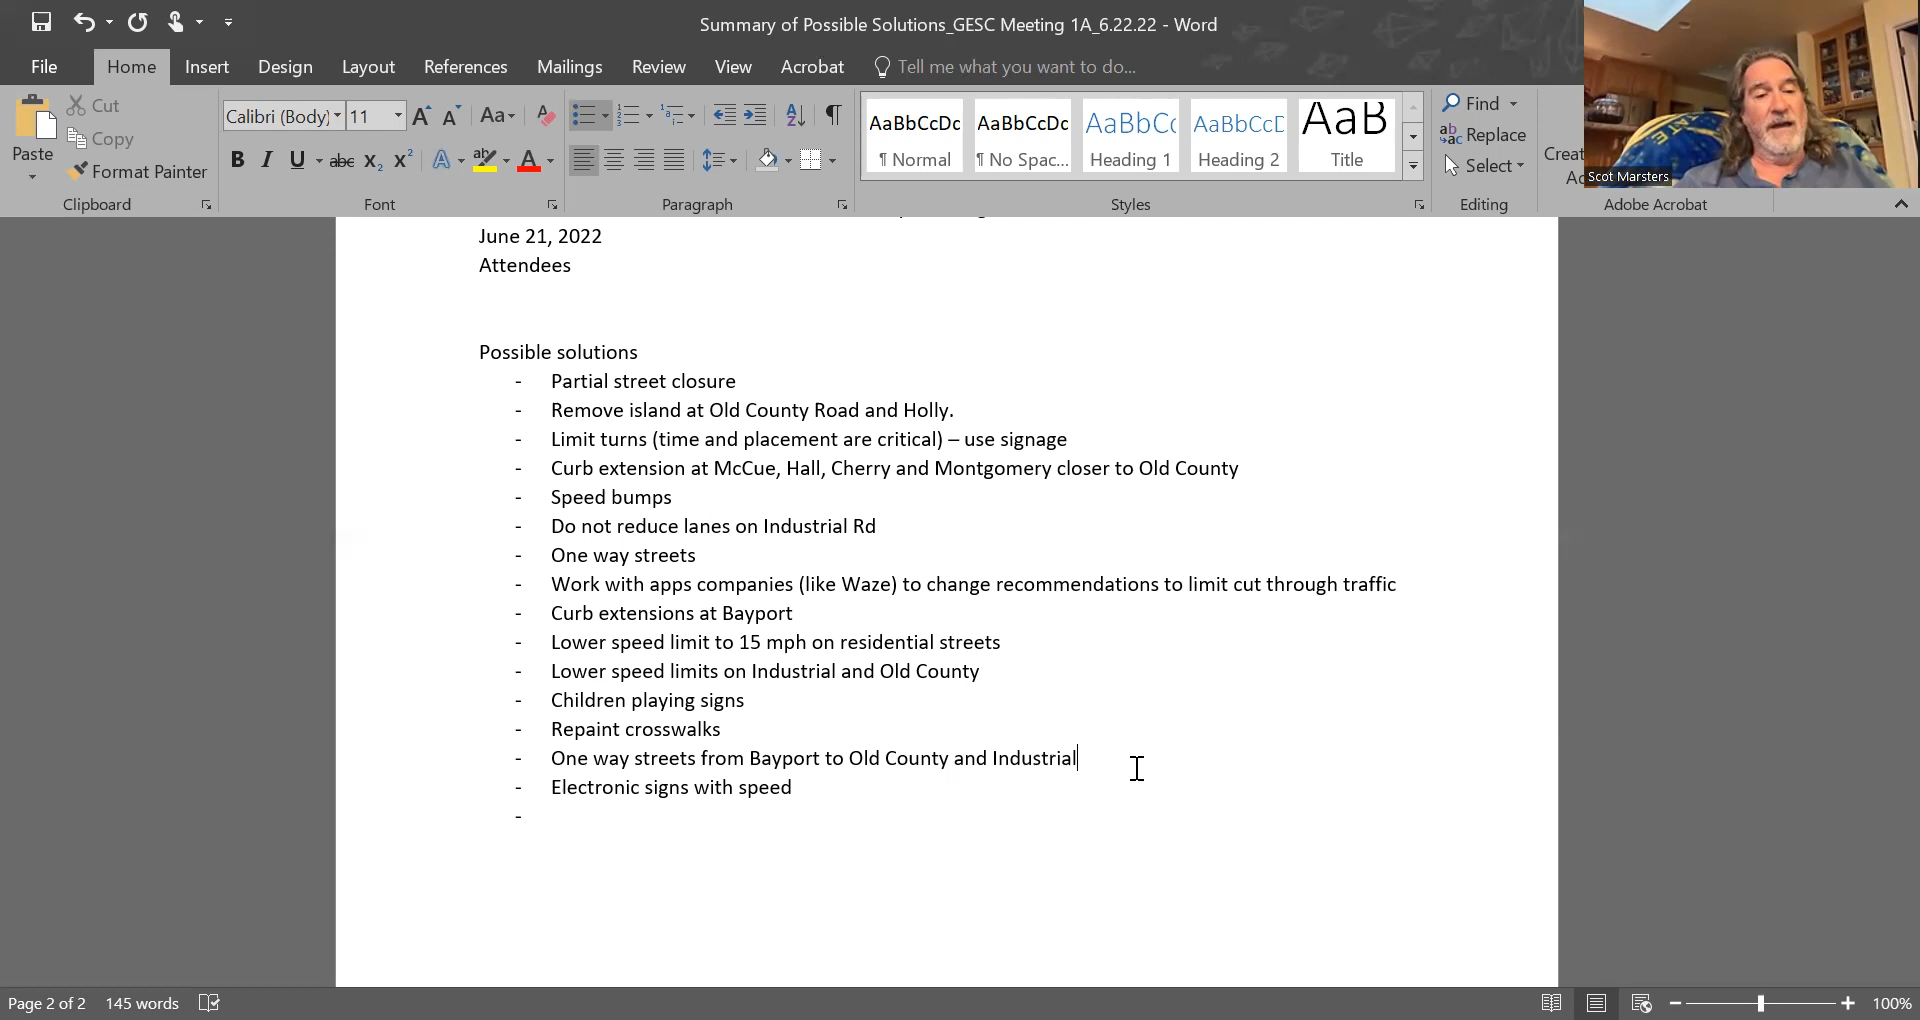 Summary of Possible Solutions_GESC Meeting 1A_6.22.22 - Word
File Home Insert Design Layout References Mailings Review View Acrobat Tell me what you want to do...
Paste
Cut
Copy
Format Painter
Clipboard
Calibri (Body) 11
Font
Paragraph
AaBbCcDc AaBbCcDc AaBbCc AaBbCcD AaB
¶ Normal ¶ No Spac... Heading 1 Heading 2 Title
Styles
Find
Replace
Select
Editing
Creat
Adobe Acrobat
Scot Marsters
June 21, 2022
Attendees
Possible solutions
- Partial street closure
- Remove island at Old County Road and Holly.
- Limit turns (time and placement are critical) – use signage
- Curb extension at McCue, Hall, Cherry and Montgomery closer to Old County
- Speed bumps
- Do not reduce lanes on Industrial Rd
- One way streets
- Work with apps companies (like Waze) to change recommendations to limit cut through traffic
- Curb extensions at Bayport
- Lower speed limit to 15 mph on residential streets
- Lower speed limits on Industrial and Old County
- Children playing signs
- Repaint crosswalks
- One way streets from Bayport to Old County and Industrial
- Electronic signs with speed
-
Page 2 of 2 145 words 100%